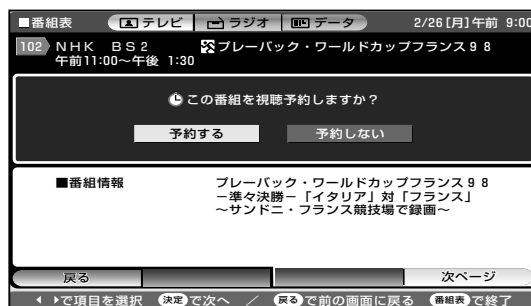 ■番組表 テレビ ラジオ データ 2/26[月]午前 9:00
102 NHK BS2 プレーバック・ワールドカップフランス98
午前11:00~午後 1:30
この番組を視聴予約しますか?
予約する 予約しない
■番組情報 プレーバック・ワールドカップフランス98
-準々決勝-「イタリア」対「フランス」
~サンドニ・フランス競技場で録画~
戻る 次ページ
で項目を選択 決定で次へ / 戻るで前の画面に戻る 番組表で終了